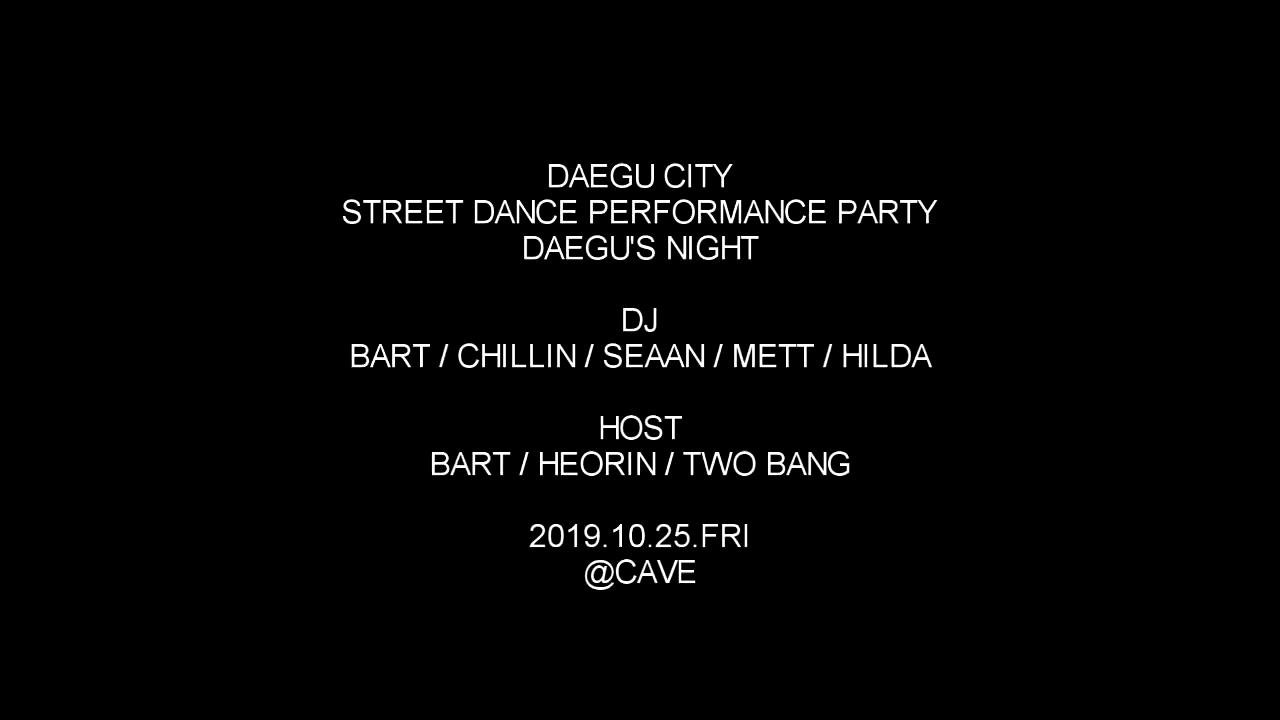 DAEGU CITY
STREET DANCE PERFORMANCE PARTY
DAEGU'S NIGHT
DJ
BART / CHILLIN / SEAAN / METT / HILDA
HOST
BART / HEORIN / TWO BANG
2019.10.25.FRI
@CAVE